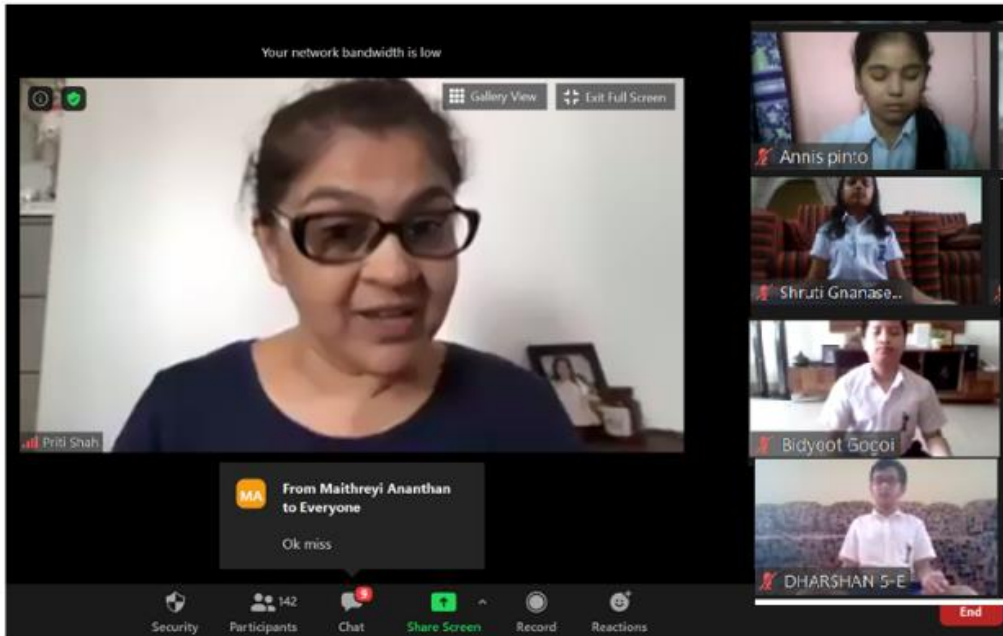 Your network bandwidth is low
Gallery View
Exit Full Screen
Priti Shah
MA
From Maithreyi Ananthan
to Everyone
Ok miss
Annis pinto
Shruti Gnanase...
Bidyoot Gogoi
DHARSHAN 5-E
142
9
Security
Participants
Chat
Share Screen
Record
Reactions
End